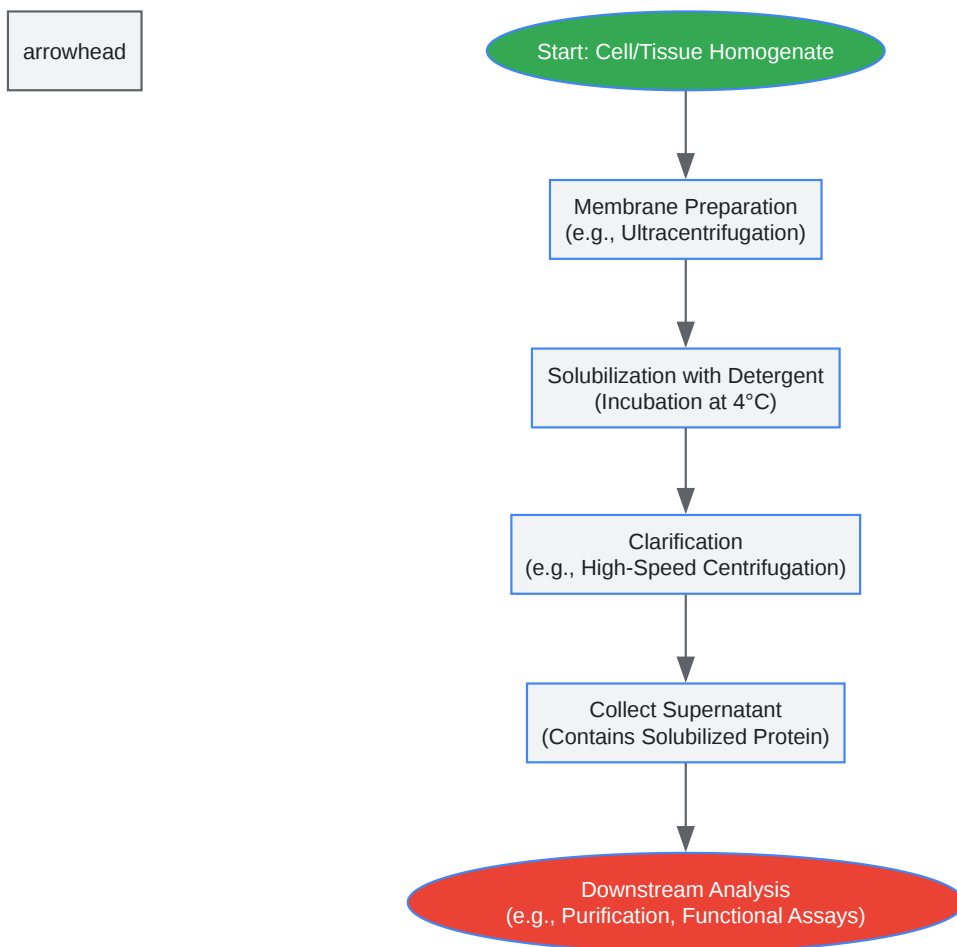 arrowhead
Start: Cell/Tissue Homogenate
Membrane Preparation
(e.g., Ultracentrifugation)
Solubilization with Detergent
(Incubation at 4°C)
Clarification
(e.g., High-Speed Centrifugation)
Collect Supernatant
(Contains Solubilized Protein)
Downstream Analysis
(e.g., Purification, Functional Assays)